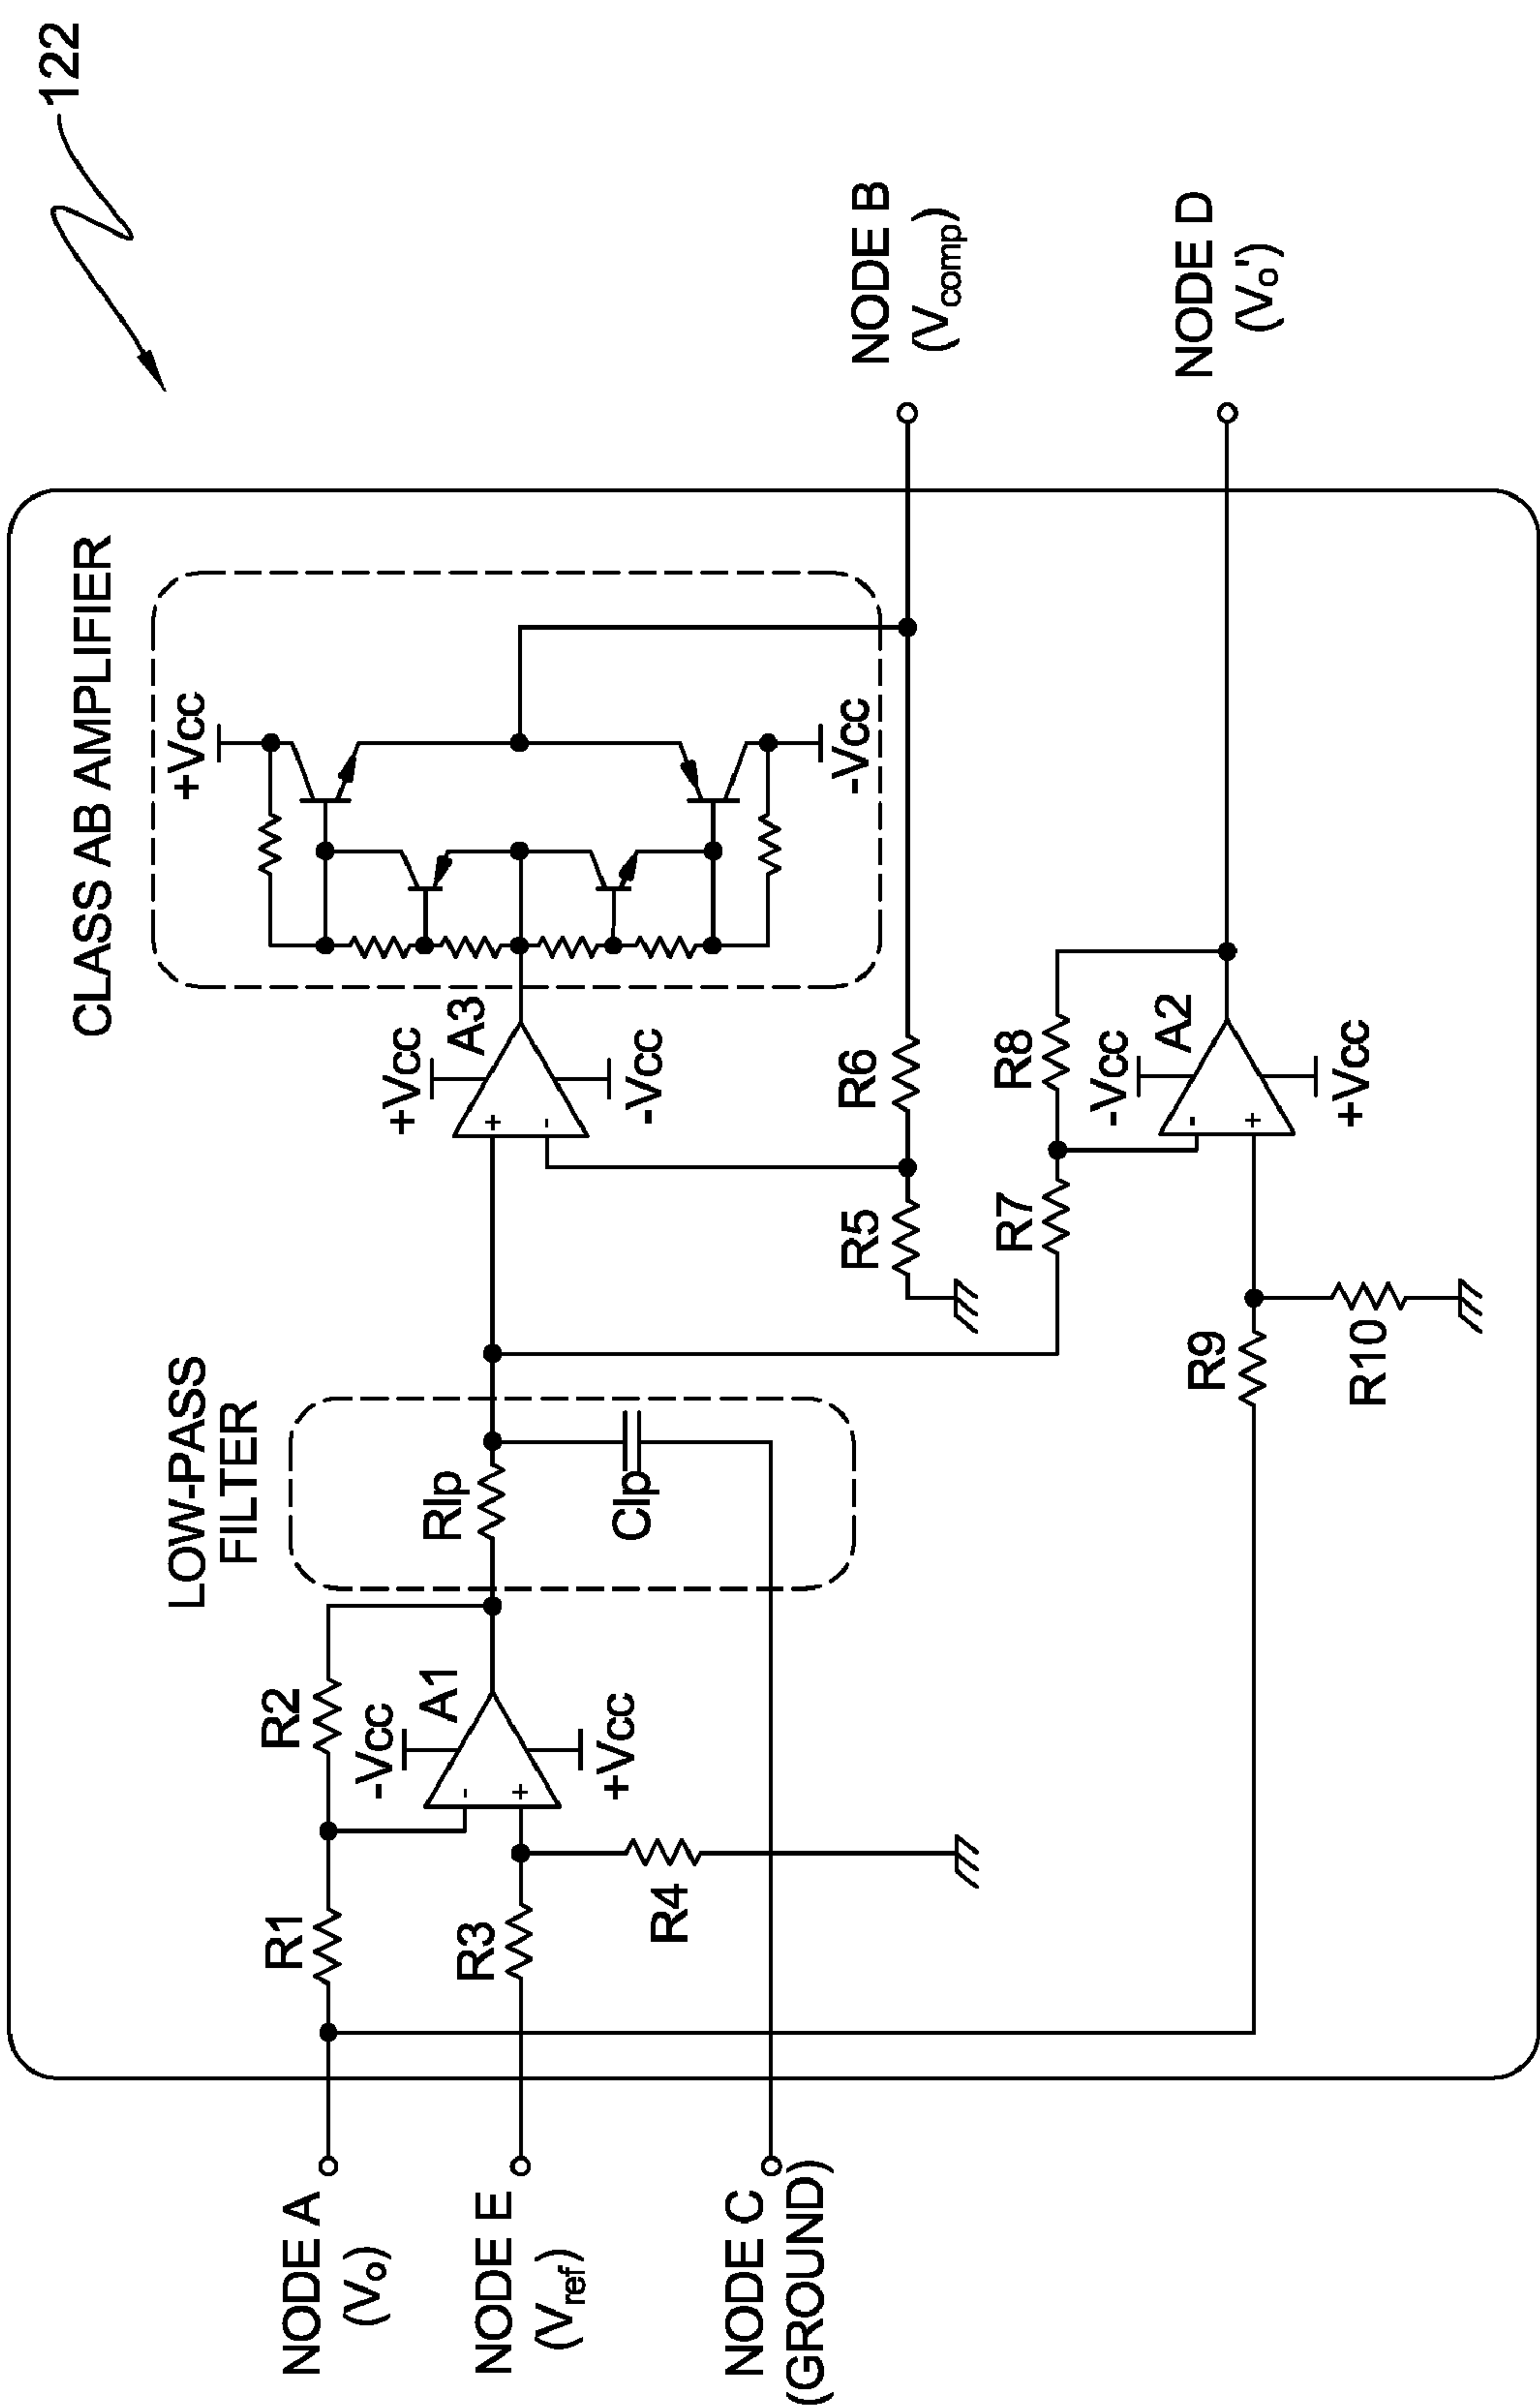 122
CLASS AB AMPLIFIER
+Vcc
-Vcc
+Vcc
A3
-Vcc
+
-
LOW-PASS
FILTER
Rlp
Clp
R2
-Vcc
A1
+Vcc
-
+
R1
R3
R4
R6
R5
R8
R7
-Vcc
A2
+Vcc
-
+
R9
R10
NODE A
(Vo)
NODE E
(Vref)
NODE C
(GROUND)
NODE B
(Vcomp)
NODE D
(Vo')